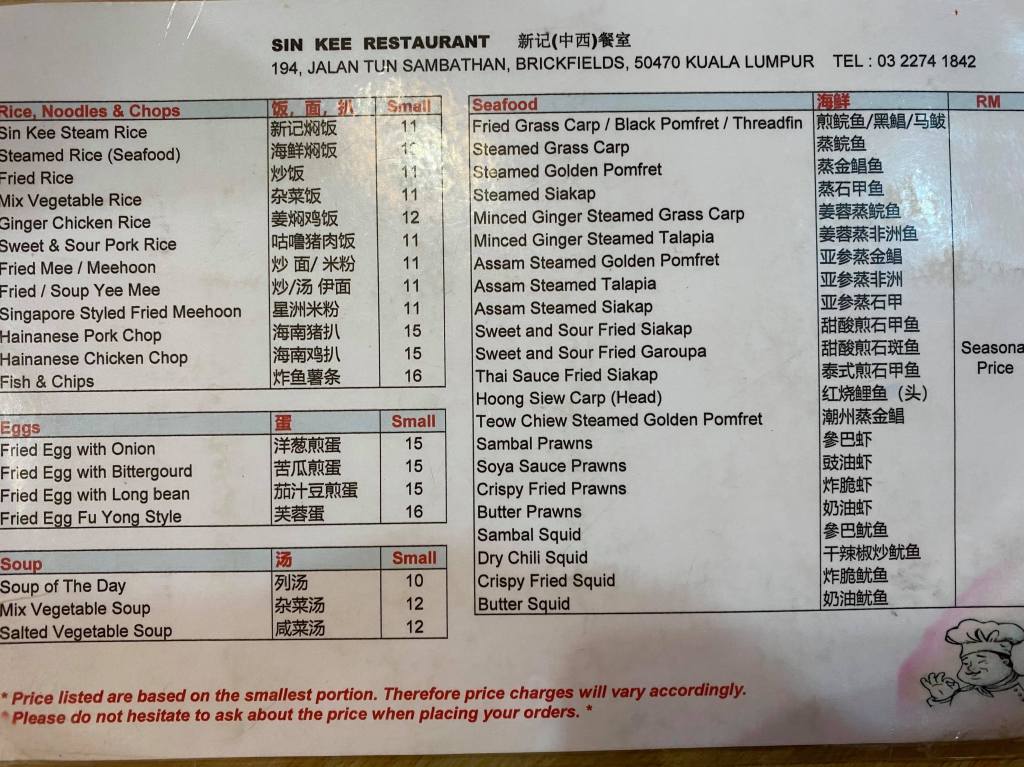 SIN KEE RESTAURANT 新记(中西)餐室
194, JALAN TUN SAMBATHAN, BRICKFIELDS, 50470 KUALA LUMPUR TEL : 03 2274 1842
Rice, Noodles & Chops 饭, 面, 扒 Small
Sin Kee Steam Rice 新记焖饭 11
Steamed Rice (Seafood) 海鲜焖饭
Fried Rice 炒饭 11
Mix Vegetable Rice 杂菜饭 11
Ginger Chicken Rice 姜焖鸡饭 12
Sweet & Sour Pork Rice 咕噜猪肉饭 11
Fried Mee / Meehoon 炒 面/ 米粉 11
Fried / Soup Yee Mee 炒/汤 伊面 11
Singapore Styled Fried Meehoon 星洲米粉 11
Hainanese Pork Chop 海南猪扒 15
Hainanese Chicken Chop 海南鸡扒 15
Fish & Chips 炸鱼薯条 16
Eggs 蛋 Small
Fried Egg with Onion 洋葱煎蛋 15
Fried Egg with Bittergourd 苦瓜煎蛋 15
Fried Egg with Long bean 茄汁豆煎蛋 15
Fried Egg Fu Yong Style 芙蓉蛋 16
Soup 汤 Small
Soup of The Day 列汤 10
Mix Vegetable Soup 杂菜汤 12
Salted Vegetable Soup 咸菜汤 12
Seafood 海鲜 RM
Fried Grass Carp / Black Pomfret / Threadfin 煎鲩鱼/黑鲳/马鲅
Steamed Grass Carp 蒸鲩鱼
Steamed Golden Pomfret 蒸金鲳鱼
Steamed Siakap 蒸石甲鱼
Minced Ginger Steamed Grass Carp 姜蓉蒸鲩鱼
Minced Ginger Steamed Talapia 姜蓉蒸非洲鱼
Assam Steamed Golden Pomfret 亚参蒸金鲳
Assam Steamed Talapia 亚参蒸非洲
Assam Steamed Siakap 亚参蒸石甲
Sweet and Sour Fried Siakap 甜酸煎石甲鱼
Sweet and Sour Fried Garoupa 甜酸煎石斑鱼
Thai Sauce Fried Siakap 泰式煎石甲鱼
Hoong Siew Carp (Head) 红烧鲤鱼（头）
Teow Chiew Steamed Golden Pomfret 潮州蒸金鲳
Sambal Prawns 參巴虾
Soya Sauce Prawns 豉油虾
Crispy Fried Prawns 炸脆虾
Butter Prawns 奶油虾
Sambal Squid 參巴鱿鱼
Dry Chili Squid 干辣椒炒鱿鱼
Crispy Fried Squid 炸脆鱿鱼
Butter Squid 奶油鱿鱼
Seasona
Price
* Price listed are based on the smallest portion. Therefore price charges will vary accordingly.
* Please do not hesitate to ask about the price when placing your orders. *